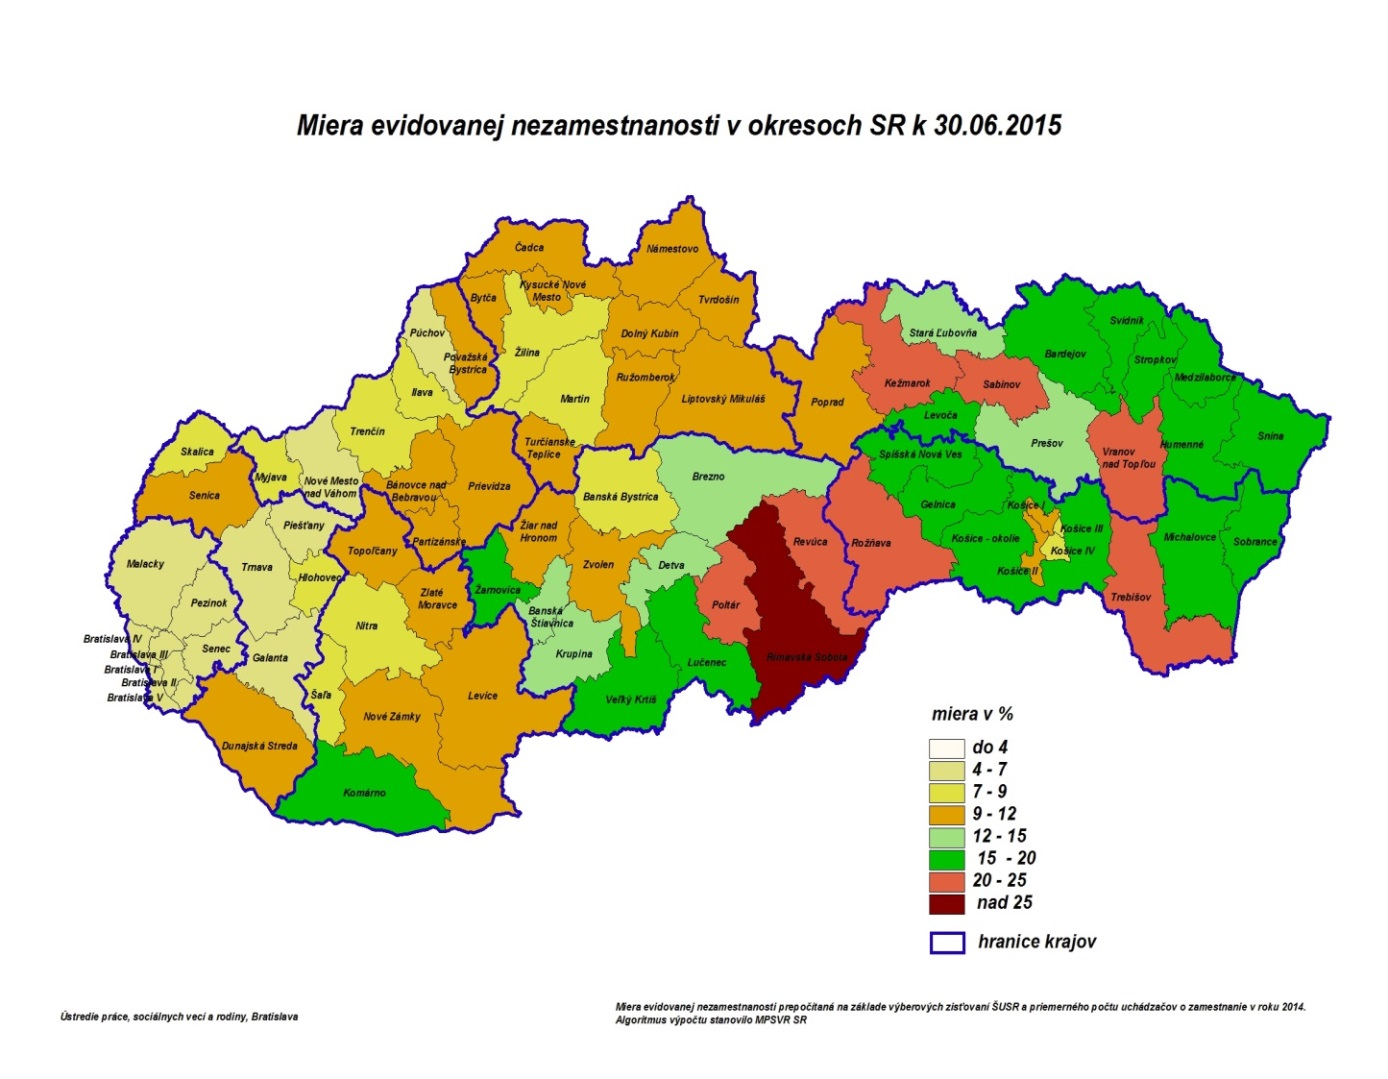 Miera evidovanej nezamestnanosti v okresoch SR k 30.06.2015
Čadca
Námestovo
Kysucké Nové
Mesto
Bytča
Tvrdošín
Púchov
Dolný Kubín
Stará Ľubovňa
Svidník
Považská
Bystrica
Žilina
Bardejov
Stropkov
Ružomberok
Medzilaborce
Kežmarok
Sabinov
Ilava
Martin
Liptovský Mikuláš
Poprad
Levoča
Trenčín
Turčianske
Teplice
Prešov
Humenné
Snina
Skalica
Spišská Nová Ves
Vranov
nad Topľou
Myjava
Nové Mesto
nad Váhom
Bánovce nad
Bebravou
Prievidza
Banská Bystrica
Brezno
Senica
Gelnica
Košice I
Piešťany
Žiar nad
Hronom
Košice III
Partizánske
Revúca
Rožňava
Košice - okolie
Michalovce
Sobrance
Topoľčany
Košice IV
Malacky
Trnava
Zvolen
Detva
Košice II
Hlohovec
Žarnovica
Zlaté
Moravce
Trebišov
Pezinok
Poltár
Banská
Štiavnica
Nitra
Bratislava IV
Bratislava III
Senec
Galanta
Krupina
Lučenec
Rimavská Sobota
Bratislava I
Bratislava II
Bratislava V
Šaľa
Levice
Veľký Krtíš
Nové Zámky
Dunajská Streda
Komárno
miera v %
do 4
4 - 7
7 - 9
9 - 12
12 - 15
15 - 20
20 - 25
nad 25
hranice krajov
Ústredie práce, sociálnych vecí a rodiny, Bratislava
Miera evidovanej nezamestnanosti prepočítaná na základe výberových zisťovaní ŠUSR a priemerného počtu uchádzačov o zamestnanie v roku 2014.
Algoritmus výpočtu stanovilo MPSVR SR